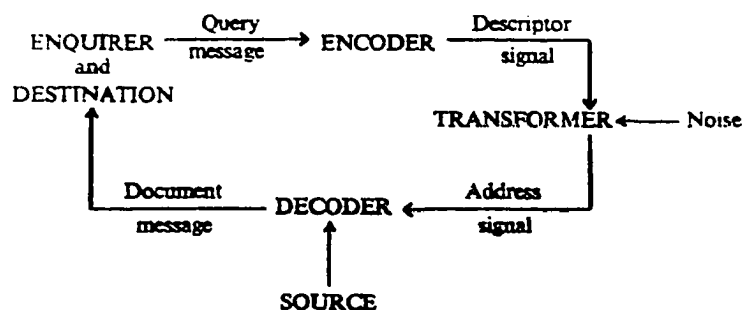 Query
message
ENQUIRER
and
DESTINATION
ENCODER
Descriptor
signal
TRANSFORMER
Noise
Document
message
DECODER
Address
signal
SOURCE